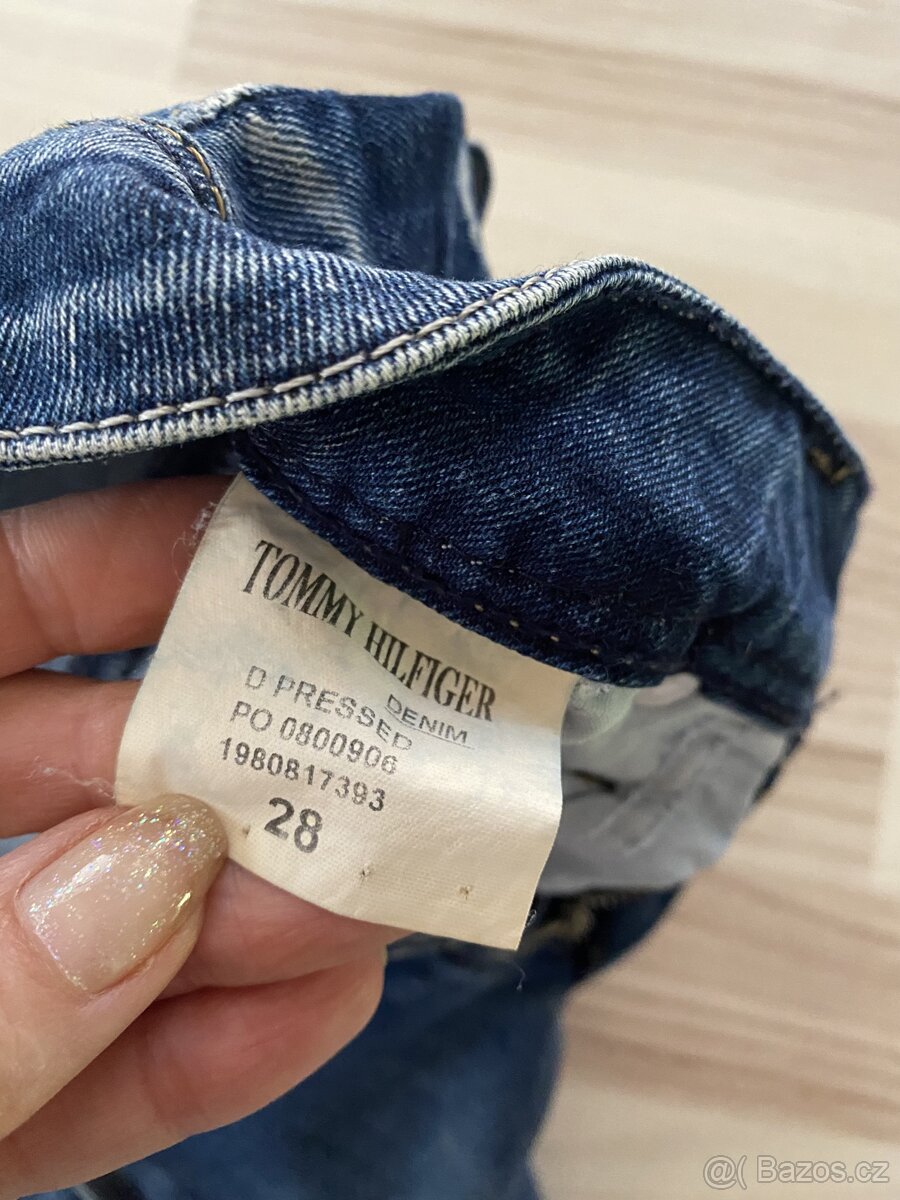 TOMMY HILFIGER
DENIM
D PRESSED
PO 0800906
1980817393
28
@( Bazos.cz